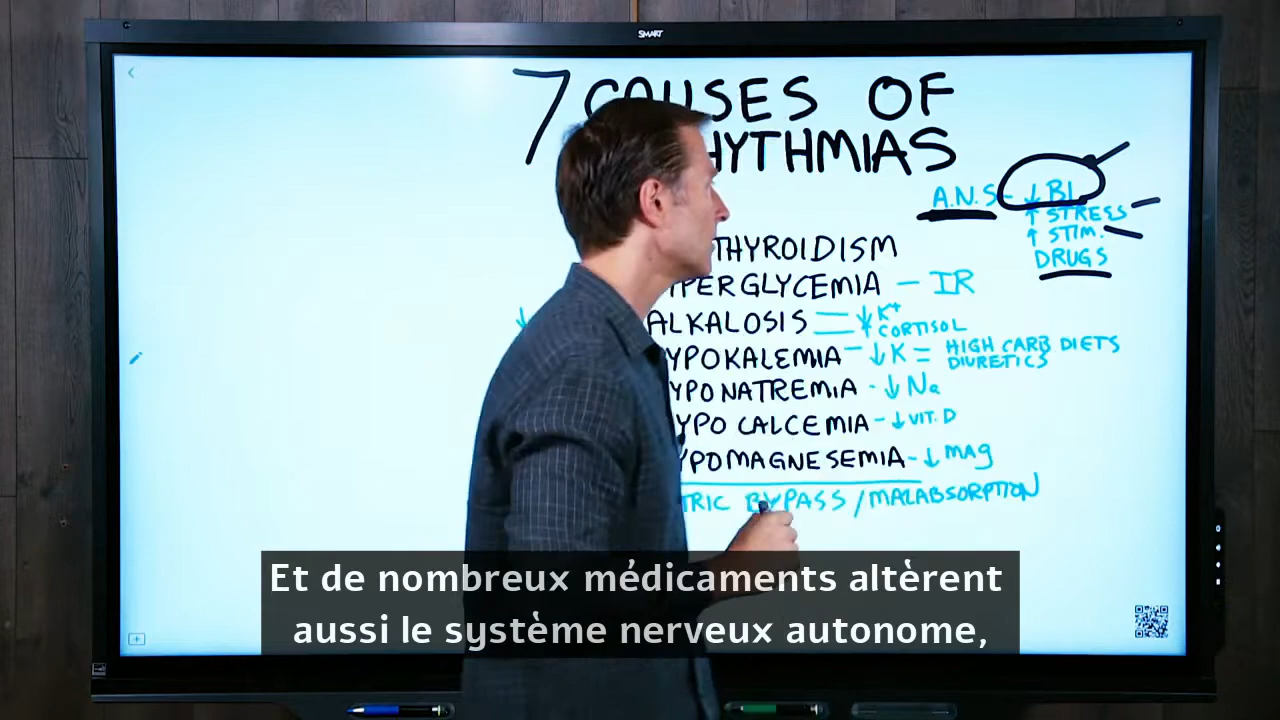 SMART
7 CAUSES OF
HYTHMIAS
A.N.S - ↓ B1
↑ STRESS
↑ STIM.
DRUGS
THYROIDISM
PERGLYCEMIA - IR
ALKALOSIS ↓ K+
↑ CORTISOL
YPOKALEMIA - ↓ K = HIGH CARB DIETS
DIURETICS
YPONATREMIA - ↓ Na
YPO CALCEMIA - ↓ VIT. D
YPOMAGNESEMIA - ↓ MAG
TRIC BYPASS / MALABSORPTION
Et de nombreux médicaments altèrent
aussi le système nerveux autonome,